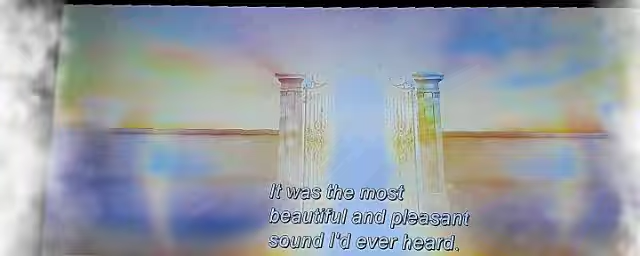 It was the most
beautiful and pleasant
sound I'd ever heard.